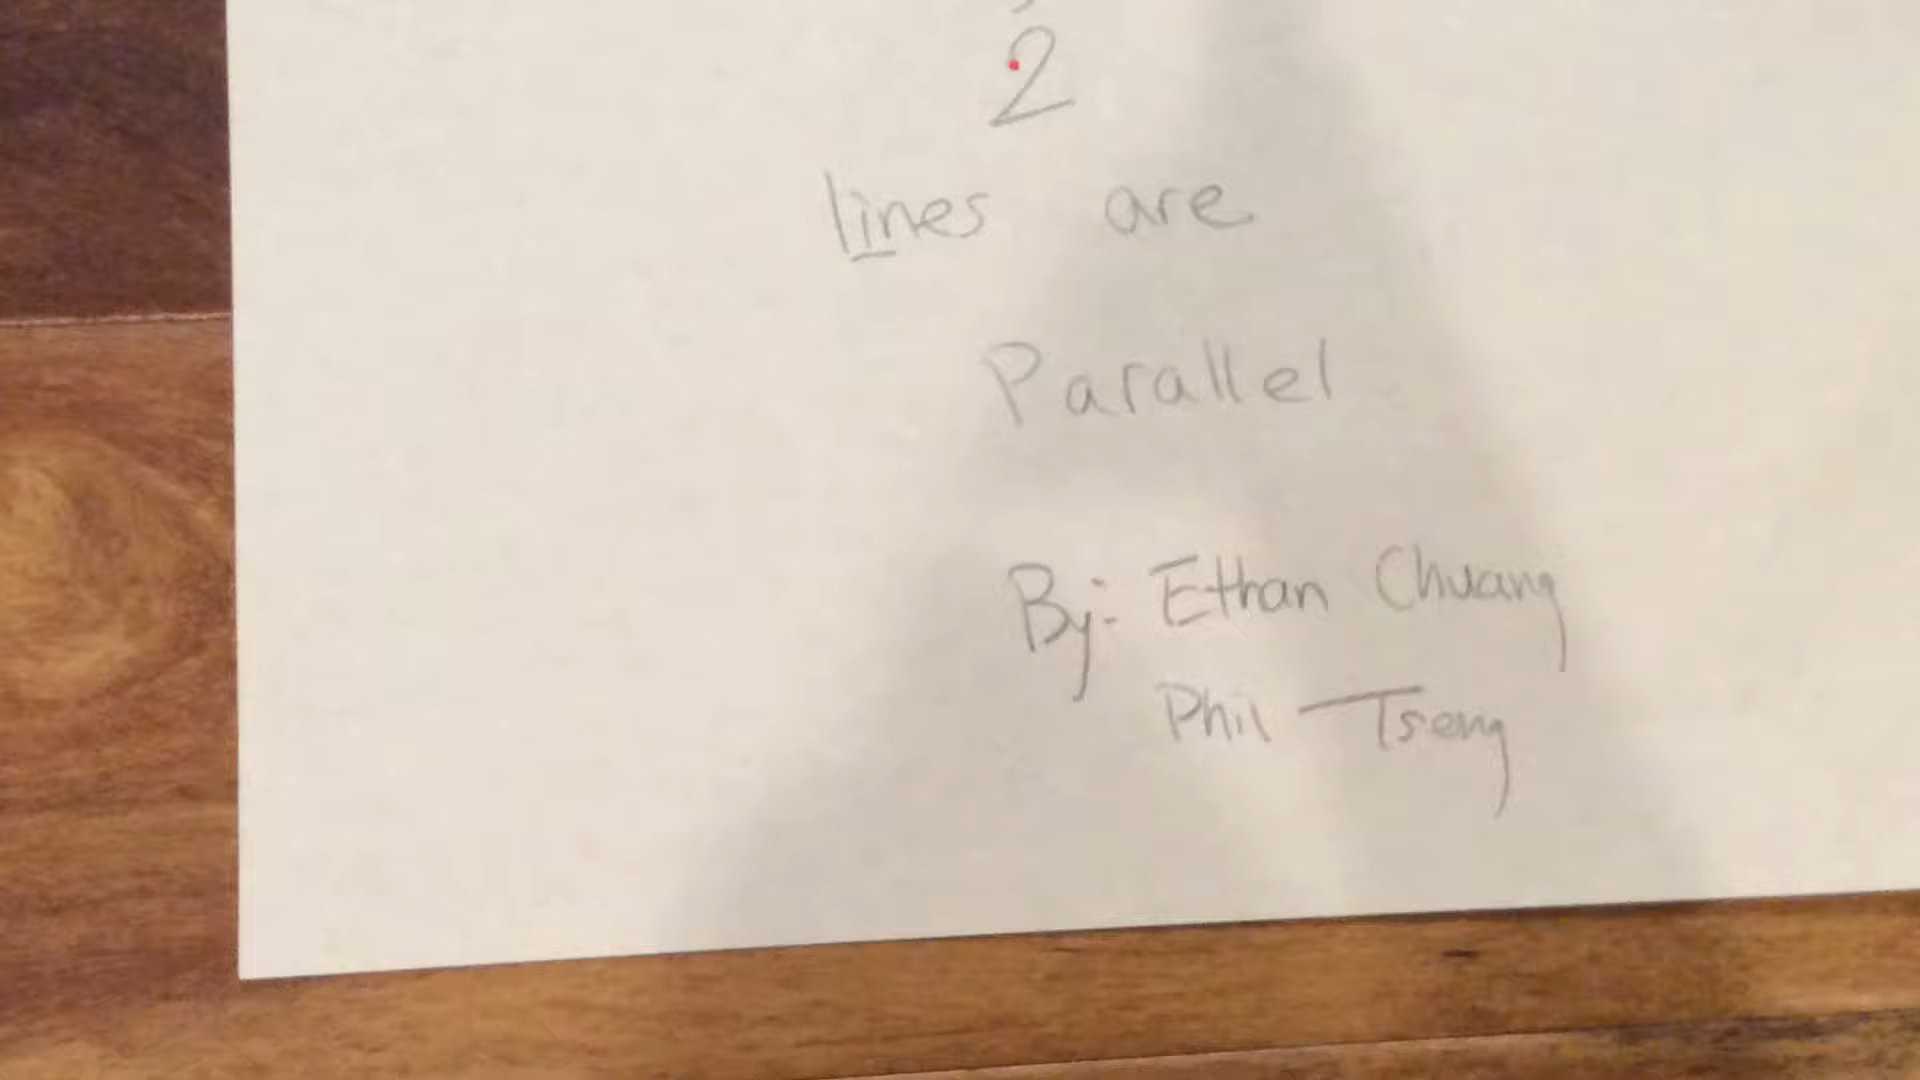 2
lines are
Parallel
By: Ethan Chuang
Phil Tseng